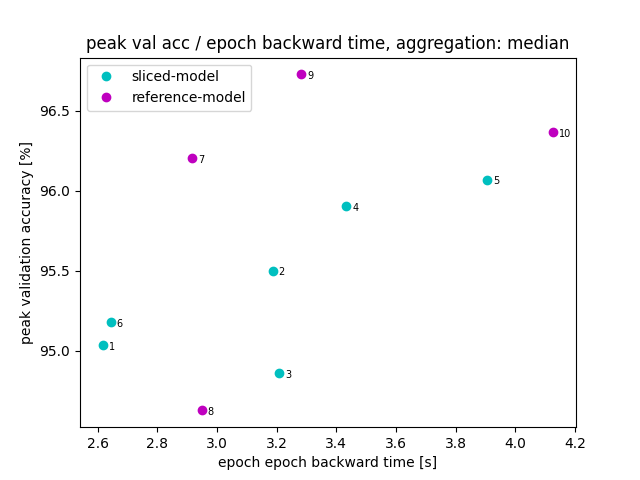 peak val acc / epoch backward time, aggregation: median
sliced-model
reference-model
9
10
7
5
4
2
6
1
3
8
96.5
96.0
95.5
95.0
peak validation accuracy [%]
2.6 2.8 3.0 3.2 3.4 3.6 3.8 4.0 4.2
epoch epoch backward time [s]